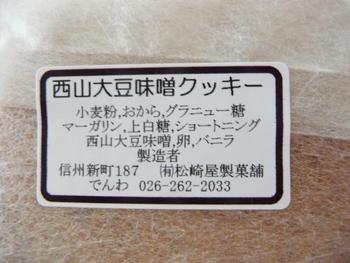 西山大豆味噌クッキー
小麦粉,おから,グラニュー糖
マーガリン,上白糖,ショートニング
西山大豆味噌,卵,バニラ
製造者
信州新町187 ㈲松崎屋製菓舗
でんわ 026-262-2033